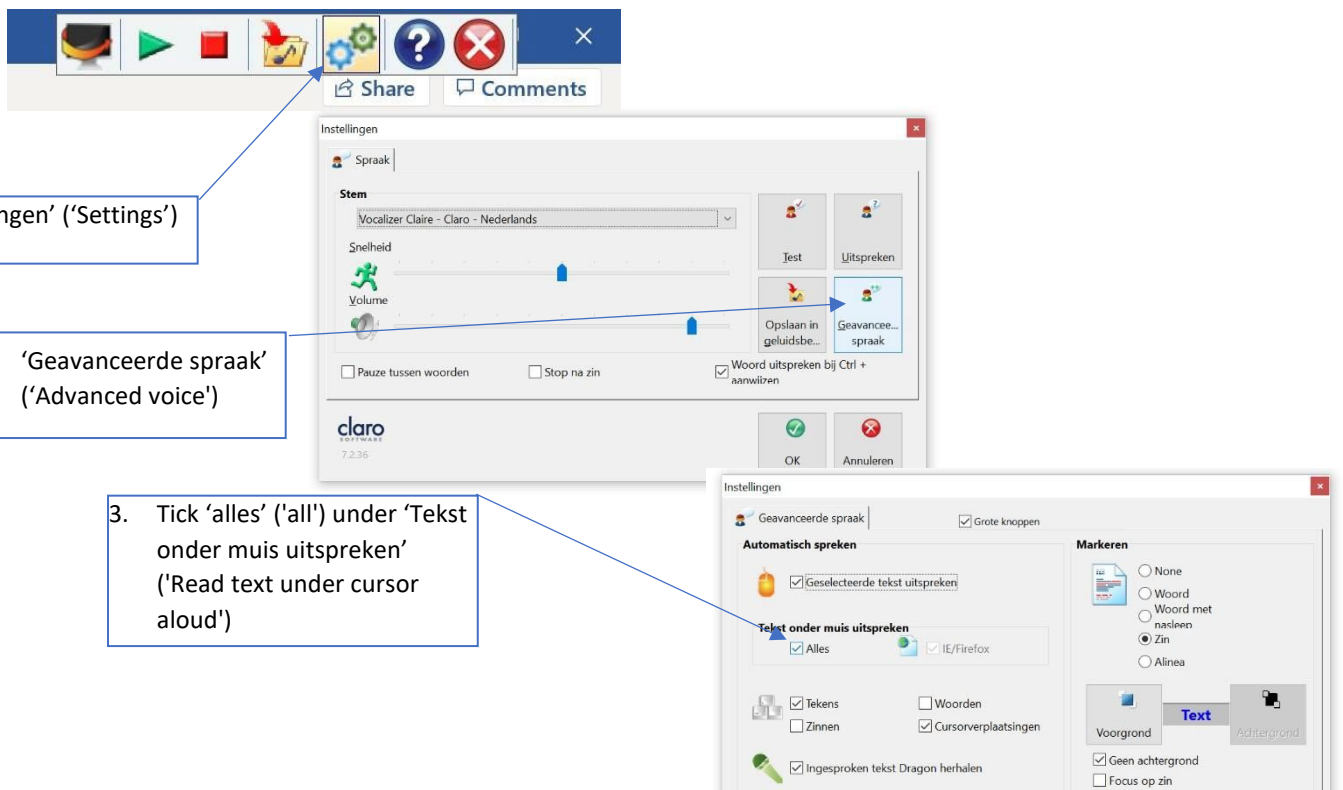 Share
Comments
Instellingen
Spraak
ngen’ (‘Settings’)
Stem
Vocalizer Claire - Claro - Nederlands
Snelheid
Volume
Test
Uitspreken
Opslaan in
geluidsbe...
Geavancee...
spraak
‘Geavanceerde spraak’
(‘Advanced voice')
Pauze tussen woorden
Stop na zin
Woord uitspreken bij Ctrl +
aanwijzen
claro
SOFTWARE
7.2.36
OK
Annuleren
3. Tick ‘alles’ ('all') under ‘Tekst
onder muis uitspreken’
('Read text under cursor
aloud')
Instellingen
Geavanceerde spraak
Grote knoppen
Automatisch spreken
Geselecteerde tekst uitspreken
Tekst onder muis uitspreken
Alles
IE/Firefox
Tekens
Woorden
Zinnen
Cursorverplaatsingen
Ingesproken tekst Dragon herhalen
Markeren
None
Woord
Woord met
nasleep
Zin
Alinea
Voorgrond
Text
Achtergrond
Geen achtergrond
Focus op zin